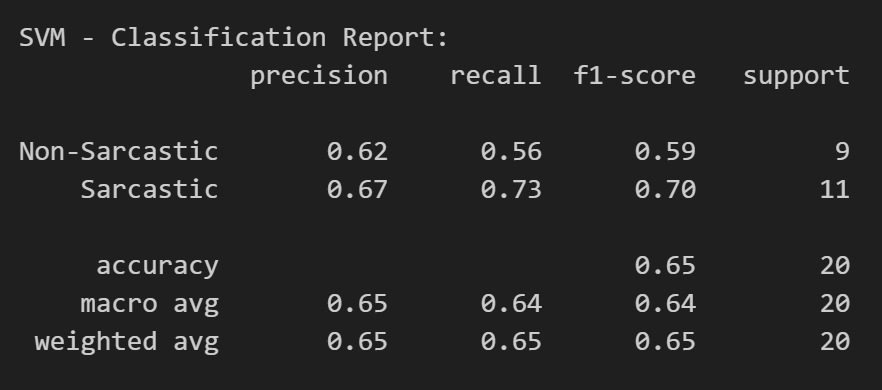 SVM - Classification Report:
precision recall f1-score support
Non-Sarcastic 0.62 0.56 0.59 9
Sarcastic 0.67 0.73 0.70 11
accuracy 0.65 20
macro avg 0.65 0.64 0.64 20
weighted avg 0.65 0.65 0.65 20